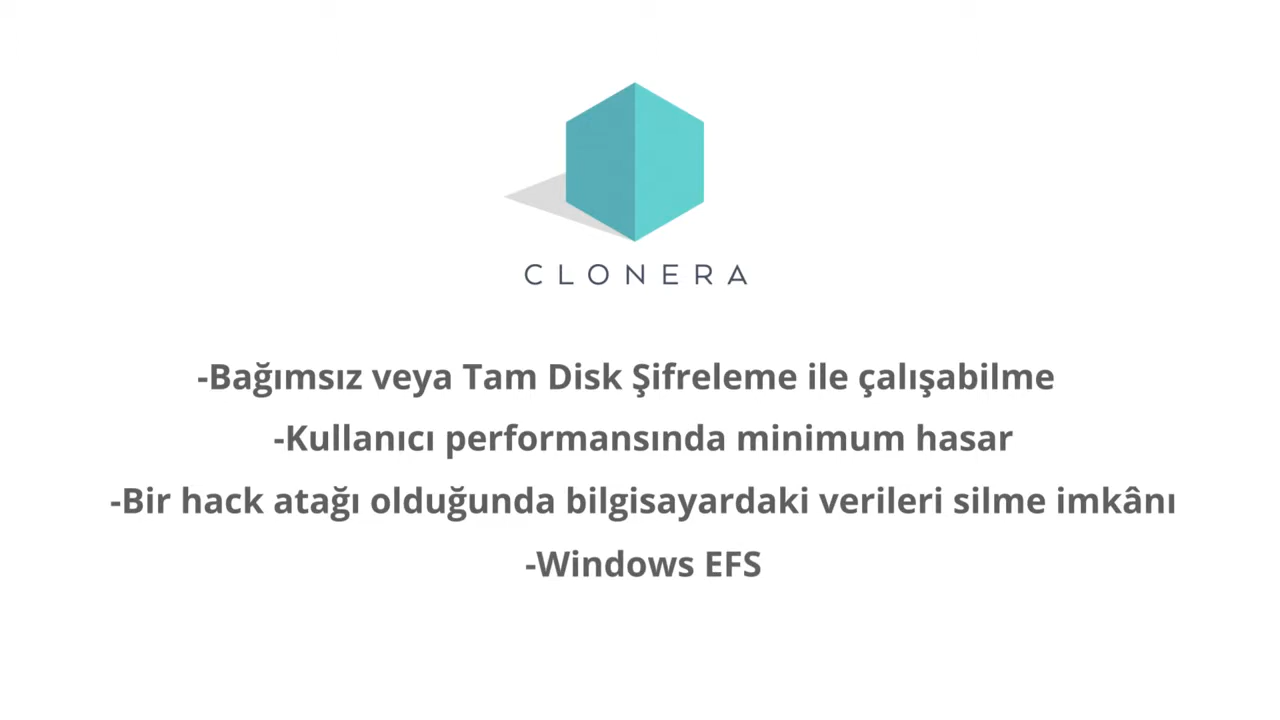 CLONERA
-Bağımsız veya Tam Disk Şifreleme ile çalışabilme
-Kullanıcı performansında minimum hasar
-Bir hack atağı olduğunda bilgisayardaki verileri silme imkânı
-Windows EFS